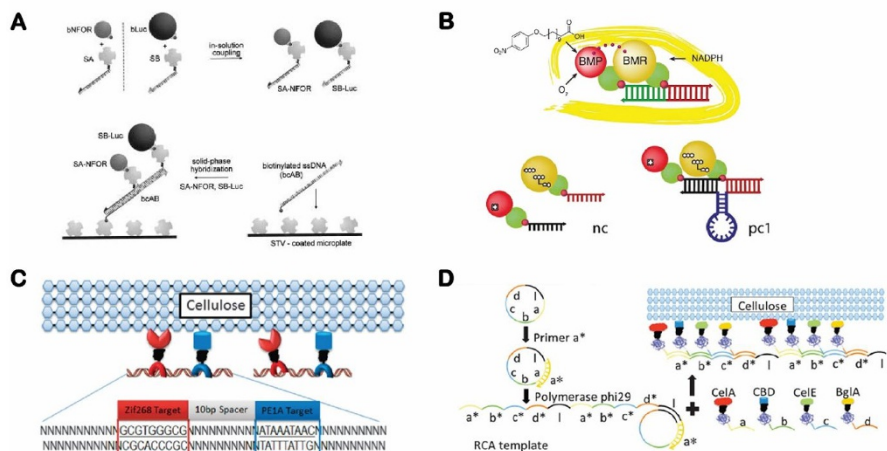 A
bNFOR
bLuc
SA
SB
in-solution
coupling
SA-NFOR
SB-Luc
SB-Luc
SA-NFOR
bcAB
solid-phase
hybridization
SA-NFOR, SB-Luc
biotinylated ssDNA
(bcAB)
STV - coated microplate
B
O₂N
O
OH
BMP
BMR
NADPH
O₂
nc
pc1
C
Cellulose
Zif268 Target
10bp Spacer
PE1A Target
NNNNNNNNGCGTGGGCGNNNNNNNNNNATAAATAACNNNNNNNN
D
d l
c a
b
Primer a*
d l
c a
b
a*
Polymerase phi29
a* b* c* d* l a* b* c* d* l
a*
RCA template
Cellulose
a* b* c* d* l a* b* c* d* l
CelA CBD CelE BglA
a b c d